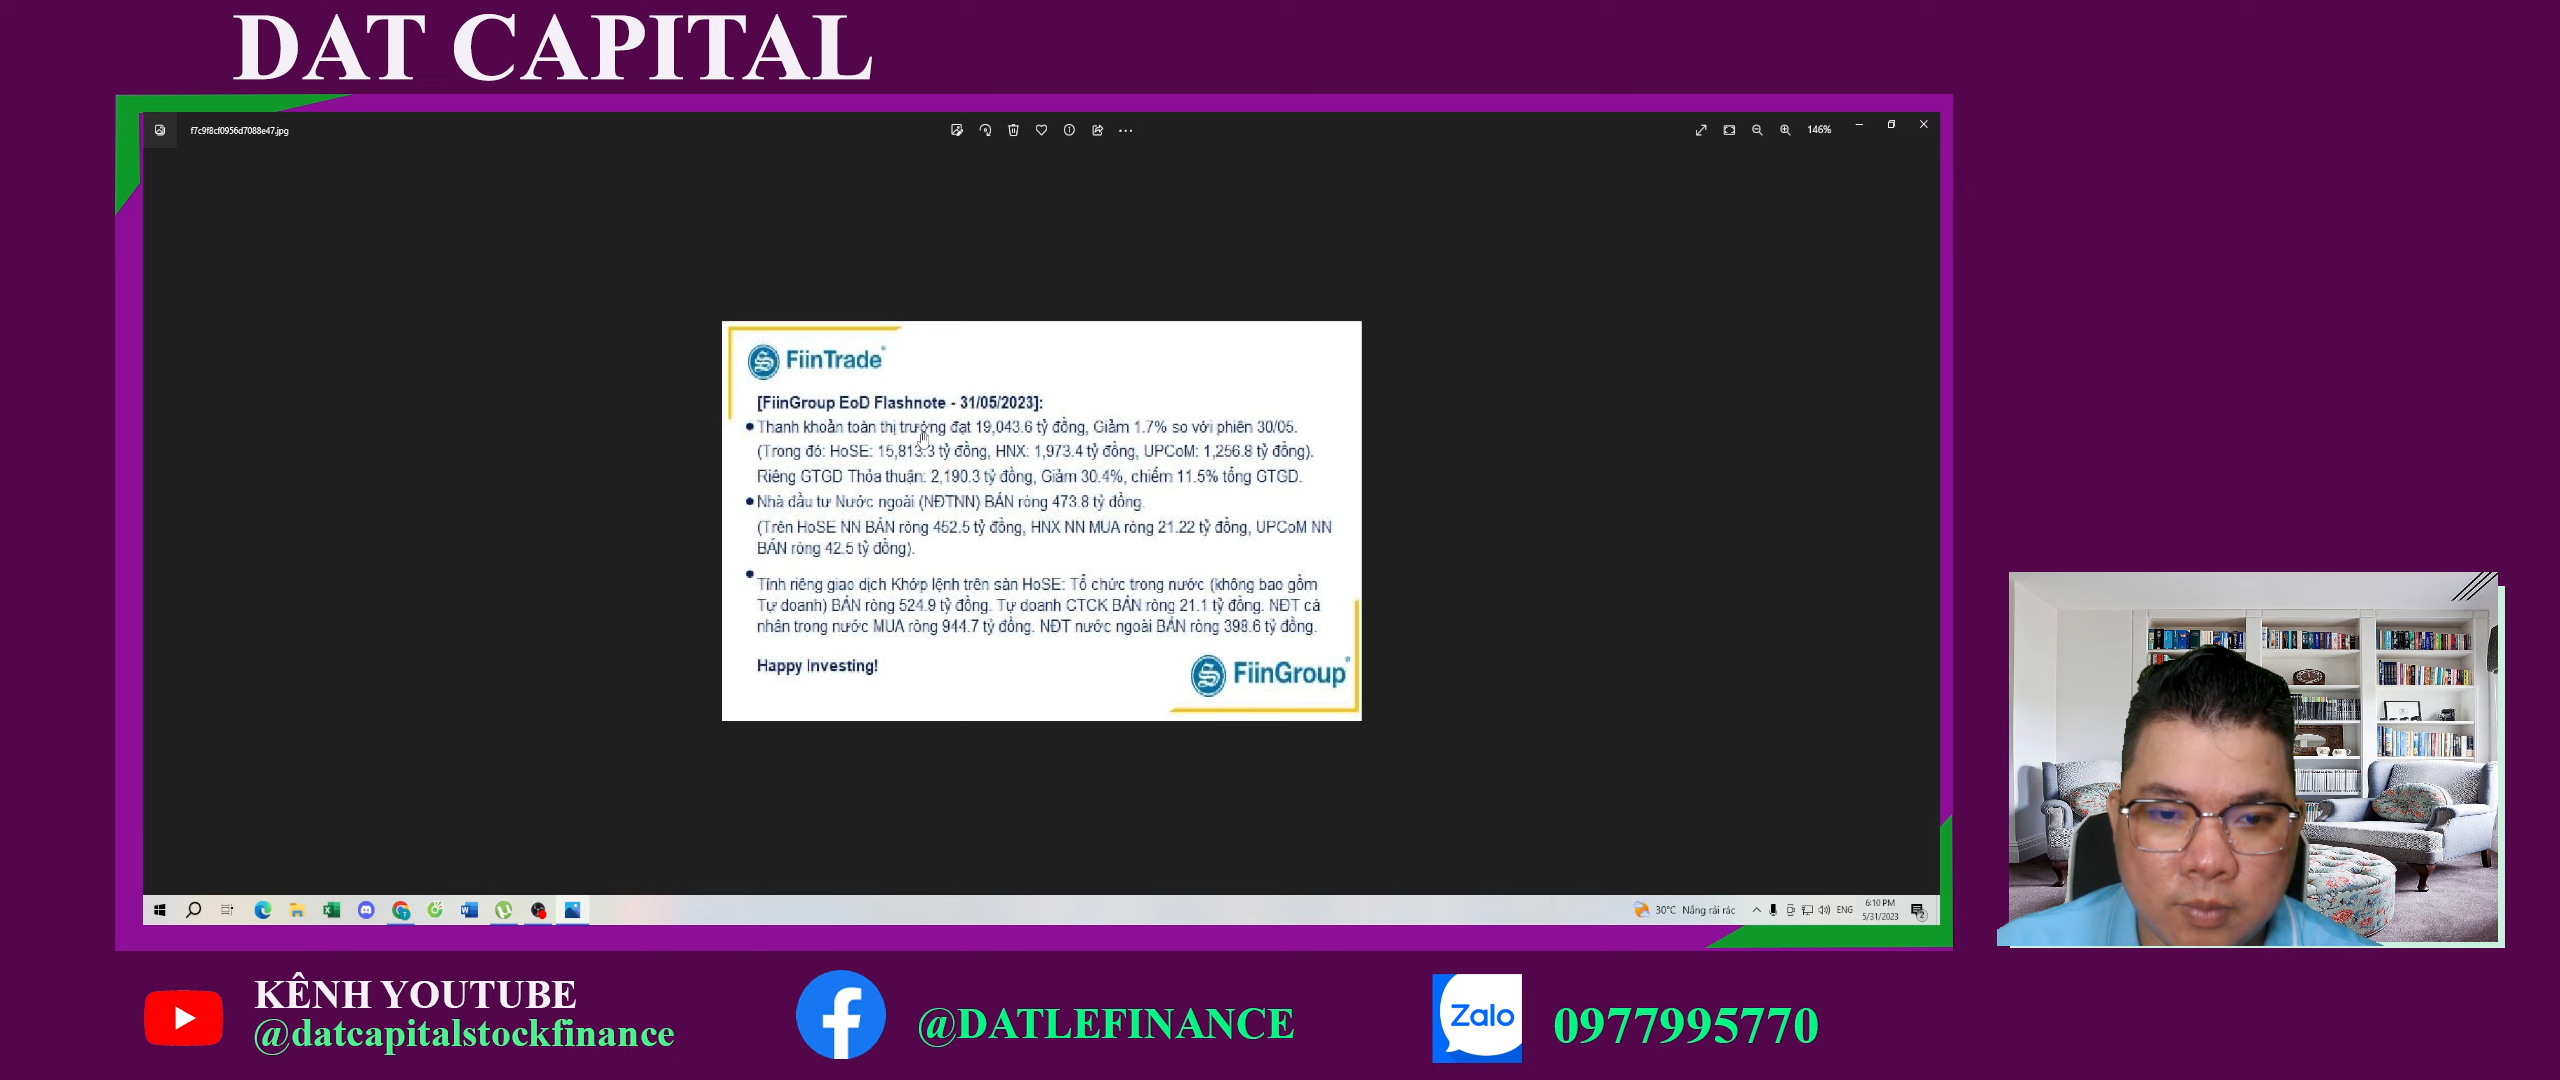 DAT CAPITAL
f7c9f8cf0956d7088e47.jpg
146%
FiinTrade
[FiinGroup EoD Flashnote - 31/05/2023]:
Thanh khoản toàn thị trường đạt 19,043.6 tỷ đồng, Giảm 1.7% so với phiên 30/05.
(Trong đó: HoSE: 15,813.3 tỷ đồng, HNX: 1,973.4 tỷ đồng, UPCoM: 1,256.8 tỷ đồng).
Riêng GTGD Thỏa thuận: 2,190.3 tỷ đồng, Giảm 30.4%, chiếm 11.5% tổng GTGD.
Nhà đầu tư Nước ngoài (NĐTNN) BÁN ròng 473.8 tỷ đồng.
(Trên HoSE NN BÁN ròng 452.5 tỷ đồng, HNX NN MUA ròng 21.22 tỷ đồng, UPCoM NN
BÁN ròng 42.5 tỷ đồng).
Tính riêng giao dịch Khớp lệnh trên sàn HoSE: Tổ chức trong nước (không bao gồm
Tự doanh) BÁN ròng 524.9 tỷ đồng. Tự doanh CTCK BÁN ròng 21.1 tỷ đồng. NĐT cá
nhân trong nước MUA ròng 944.7 tỷ đồng. NĐT nước ngoài BÁN ròng 398.6 tỷ đồng.
Happy Investing!
FiinGroup
30°C Nắng rải rác
ENG
6:10 PM
5/31/2023
2
KÊNH YOUTUBE
@datcapitalstockfinance
@DATLEFINANCE
Zalo
0977995770